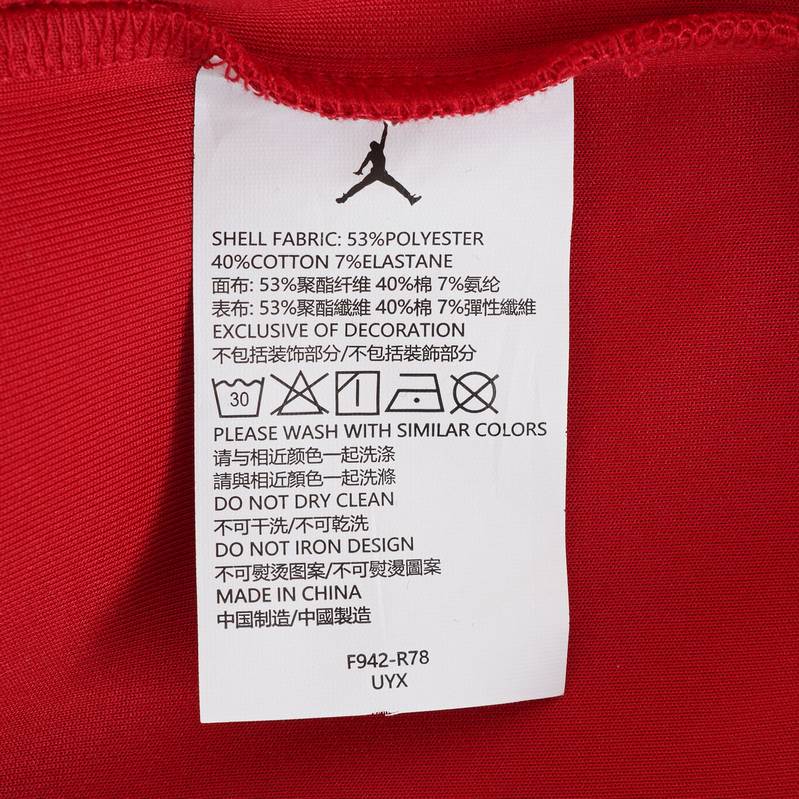 SHELL FABRIC: 53%POLYESTER
40%COTTON 7%ELASTANE
面布: 53%聚酯纤维 40%棉 7%氨纶
表布: 53%聚酯纖維 40%棉 7%彈性纖維
EXCLUSIVE OF DECORATION
不包括装饰部分/不包括裝飾部分
30
PLEASE WASH WITH SIMILAR COLORS
请与相近颜色一起洗涤
請與相近顏色一起洗滌
DO NOT DRY CLEAN
不可干洗/不可乾洗
DO NOT IRON DESIGN
不可熨烫图案/不可熨燙圖案
MADE IN CHINA
中国制造/中國製造
F942-R78
UYX